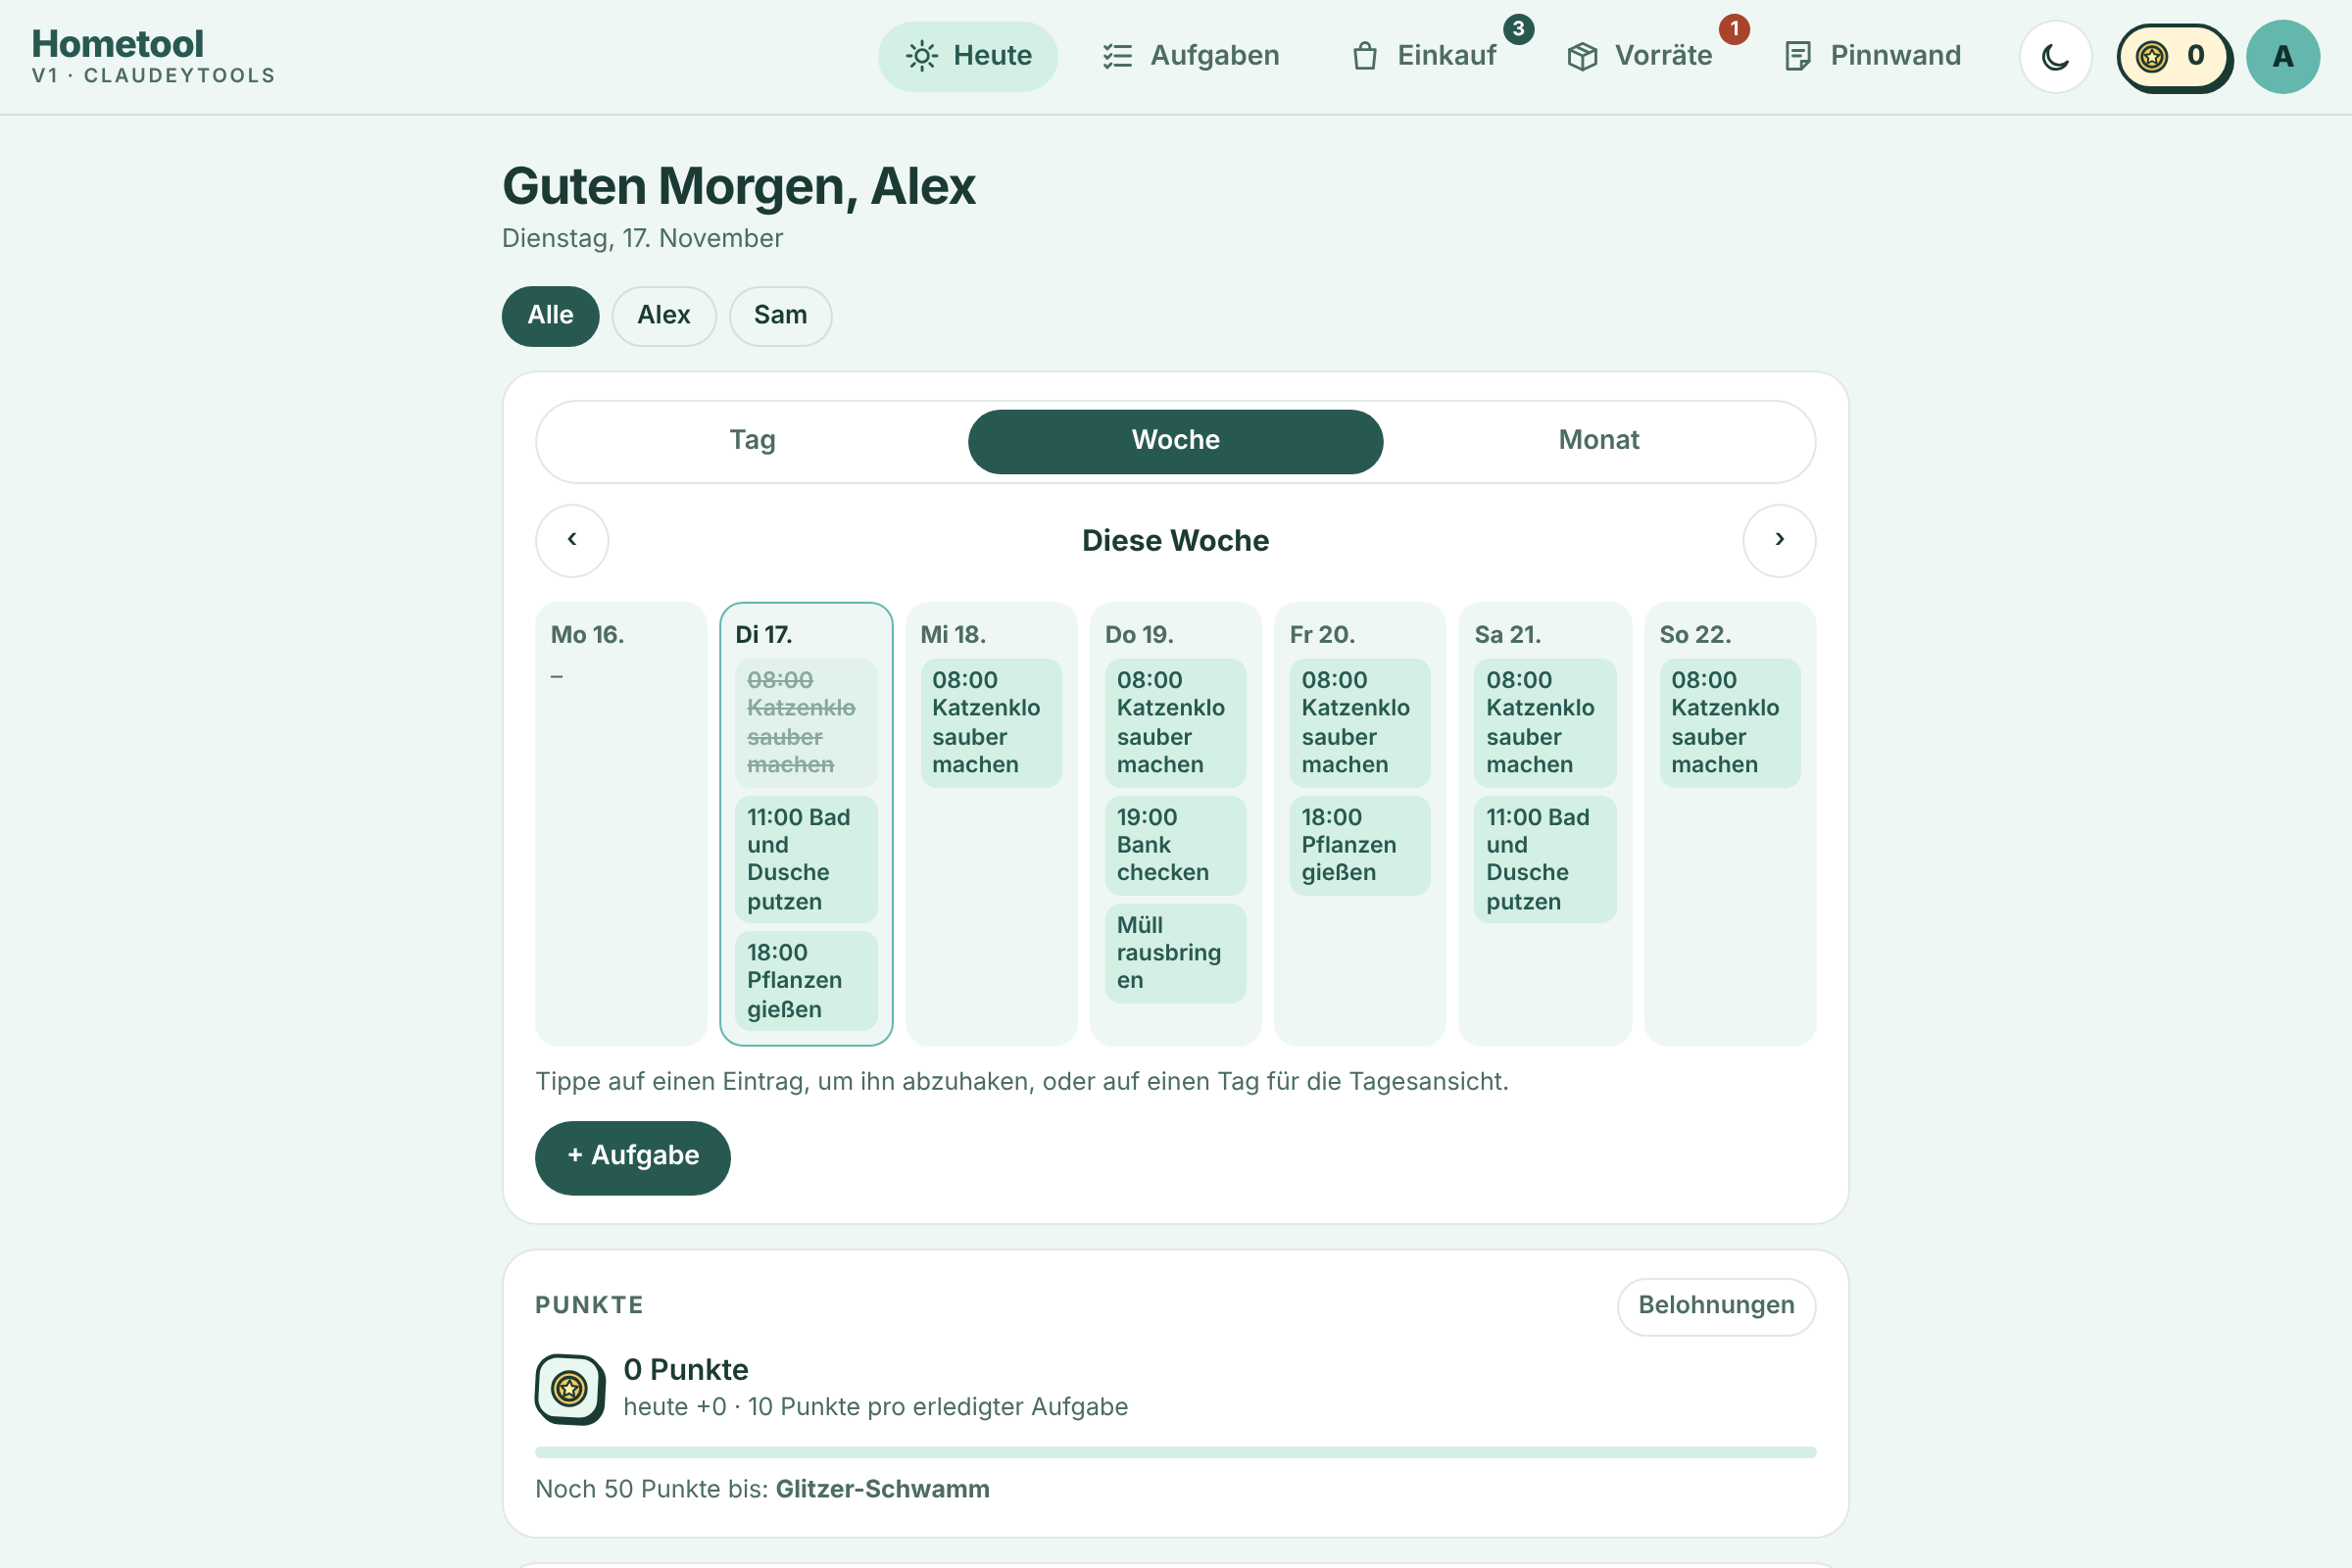 Hometool
V1 · CLAUDEYTOOLS
Heute
Aufgaben
Einkauf
3
Vorräte
1
Pinnwand
0
A
Guten Morgen, Alex
Dienstag, 17. November
Alle
Alex
Sam
Tag
Woche
Monat
‹
Diese Woche
›
Mo 16.
–
Di 17.
08:00
Katzenklo
sauber
machen
11:00 Bad
und
Dusche
putzen
18:00
Pflanzen
gießen
Mi 18.
08:00
Katzenklo
sauber
machen
Do 19.
08:00
Katzenklo
sauber
machen
19:00
Bank
checken
Müll
rausbring
en
Fr 20.
08:00
Katzenklo
sauber
machen
18:00
Pflanzen
gießen
Sa 21.
08:00
Katzenklo
sauber
machen
11:00 Bad
und
Dusche
putzen
So 22.
08:00
Katzenklo
sauber
machen
Tippe auf einen Eintrag, um ihn abzuhaken, oder auf einen Tag für die Tagesansicht.
+ Aufgabe
PUNKTE
Belohnungen
0 Punkte
heute +0 · 10 Punkte pro erledigter Aufgabe
Noch 50 Punkte bis: Glitzer-Schwamm